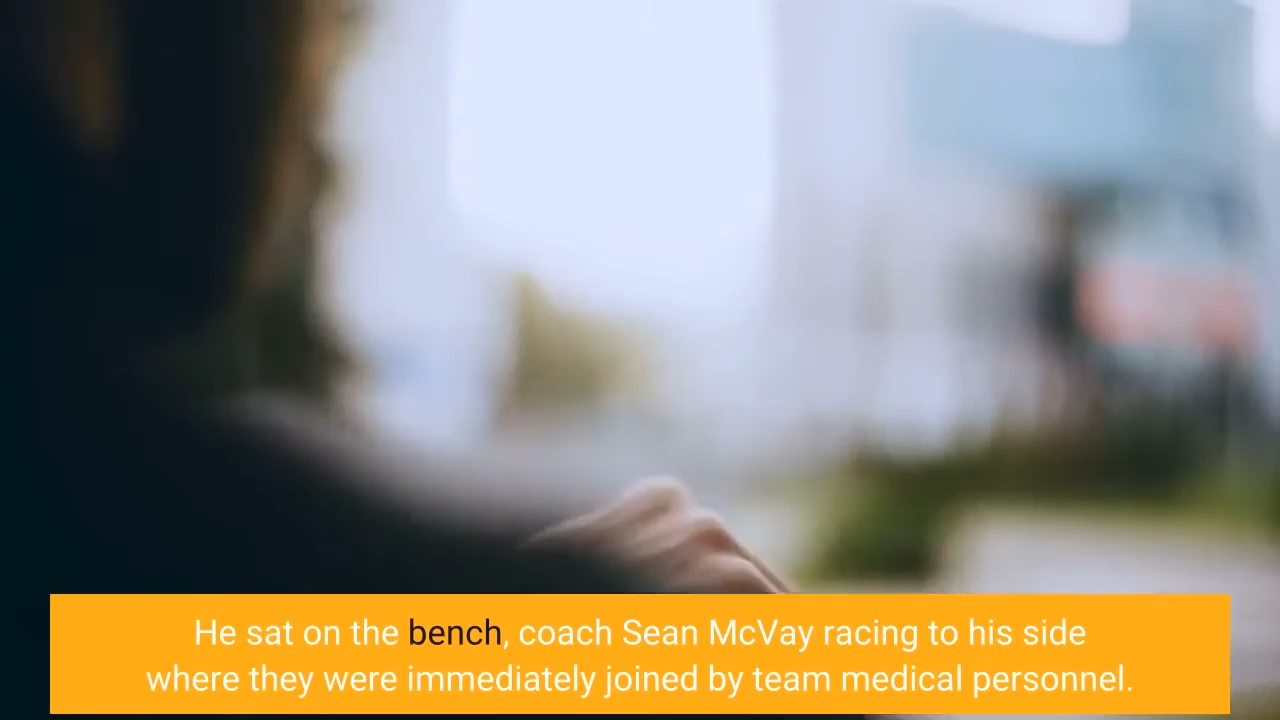 He sat on the bench, coach Sean McVay racing to his side
where they were immediately joined by team medical personnel.